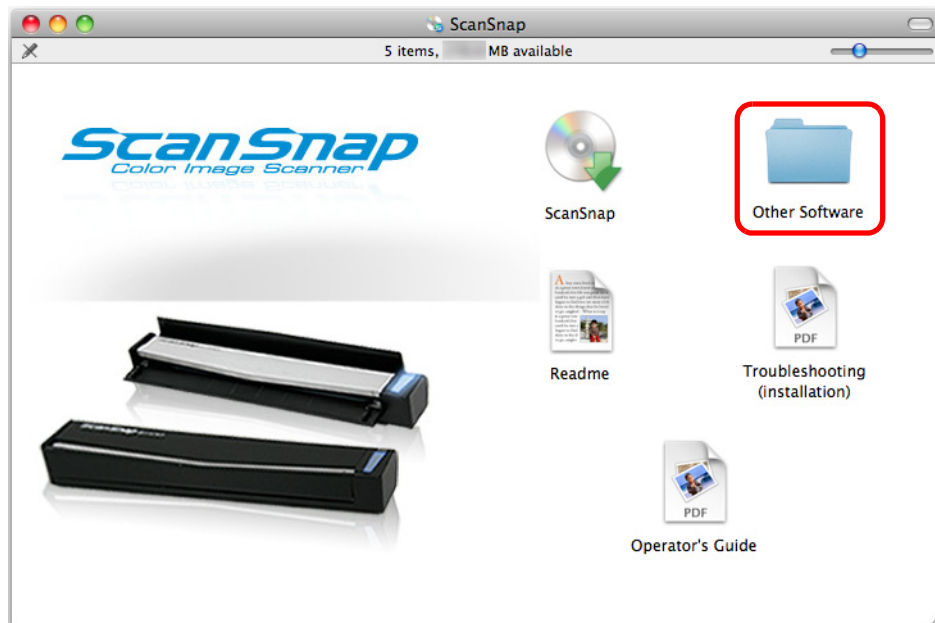 ScanSnap
5 items, MB available
ScanSnap
Color Image Scanner
ScanSnap
Other Software
Readme
PDF
Troubleshooting
(installation)
PDF
Operator's Guide